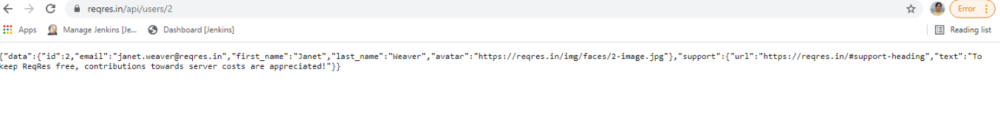 reqres.in/api/users/2
Error
Apps Manage Jenkins [Je... Dashboard [Jenkins] Reading list
{"data":{"id":2,"email":"janet.weaver@reqres.in","first_name":"Janet","last_name":"Weaver","avatar":"https://reqres.in/img/faces/2-image.jpg"},"support":{"url":"https://reqres.in/#support-heading","text":"To
keep ReqRes free, contributions towards server costs are appreciated!"}}